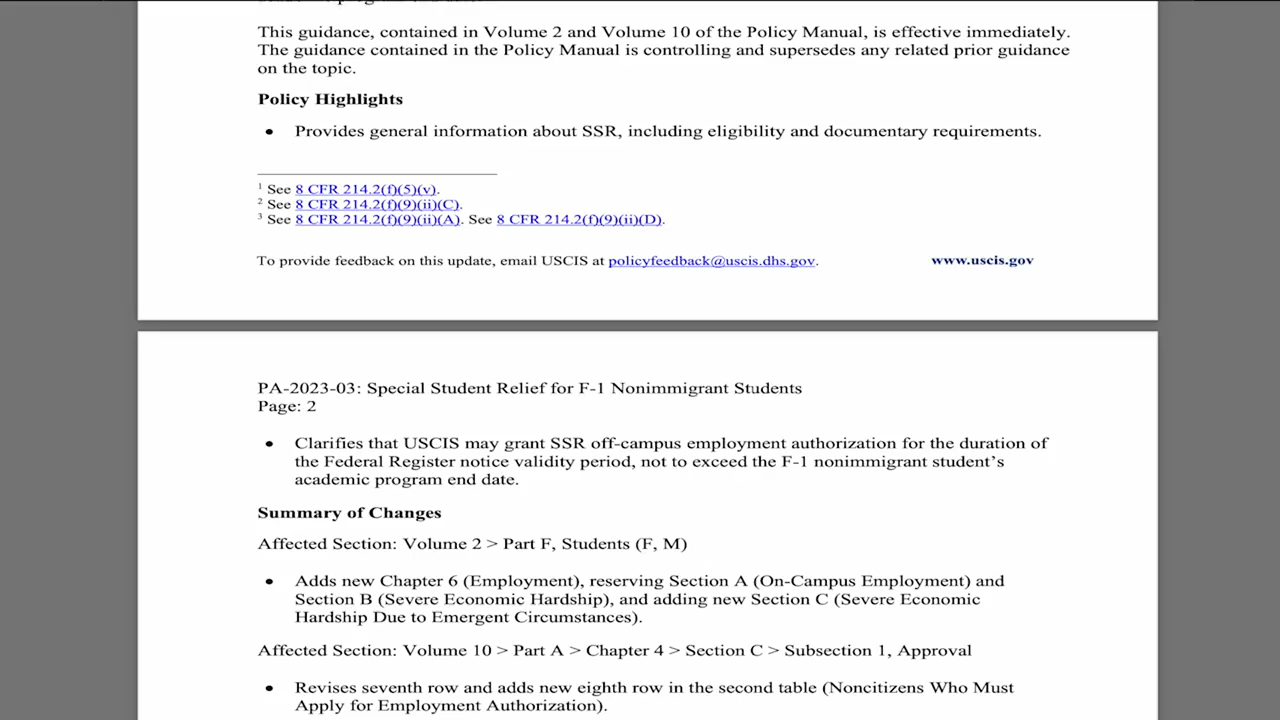 This guidance, contained in Volume 2 and Volume 10 of the Policy Manual, is effective immediately.
The guidance contained in the Policy Manual is controlling and supersedes any related prior guidance
on the topic.
Policy Highlights
• Provides general information about SSR, including eligibility and documentary requirements.
1 See 8 CFR 214.2(f)(5)(v).
2 See 8 CFR 214.2(f)(9)(ii)(C).
3 See 8 CFR 214.2(f)(9)(ii)(A). See 8 CFR 214.2(f)(9)(ii)(D).
To provide feedback on this update, email USCIS at policyfeedback@uscis.dhs.gov. www.uscis.gov
PA-2023-03: Special Student Relief for F-1 Nonimmigrant Students
Page: 2
• Clarifies that USCIS may grant SSR off-campus employment authorization for the duration of
the Federal Register notice validity period, not to exceed the F-1 nonimmigrant student’s
academic program end date.
Summary of Changes
Affected Section: Volume 2 > Part F, Students (F, M)
• Adds new Chapter 6 (Employment), reserving Section A (On-Campus Employment) and
Section B (Severe Economic Hardship), and adding new Section C (Severe Economic
Hardship Due to Emergent Circumstances).
Affected Section: Volume 10 > Part A > Chapter 4 > Section C > Subsection 1, Approval
• Revises seventh row and adds new eighth row in the second table (Noncitizens Who Must
Apply for Employment Authorization).